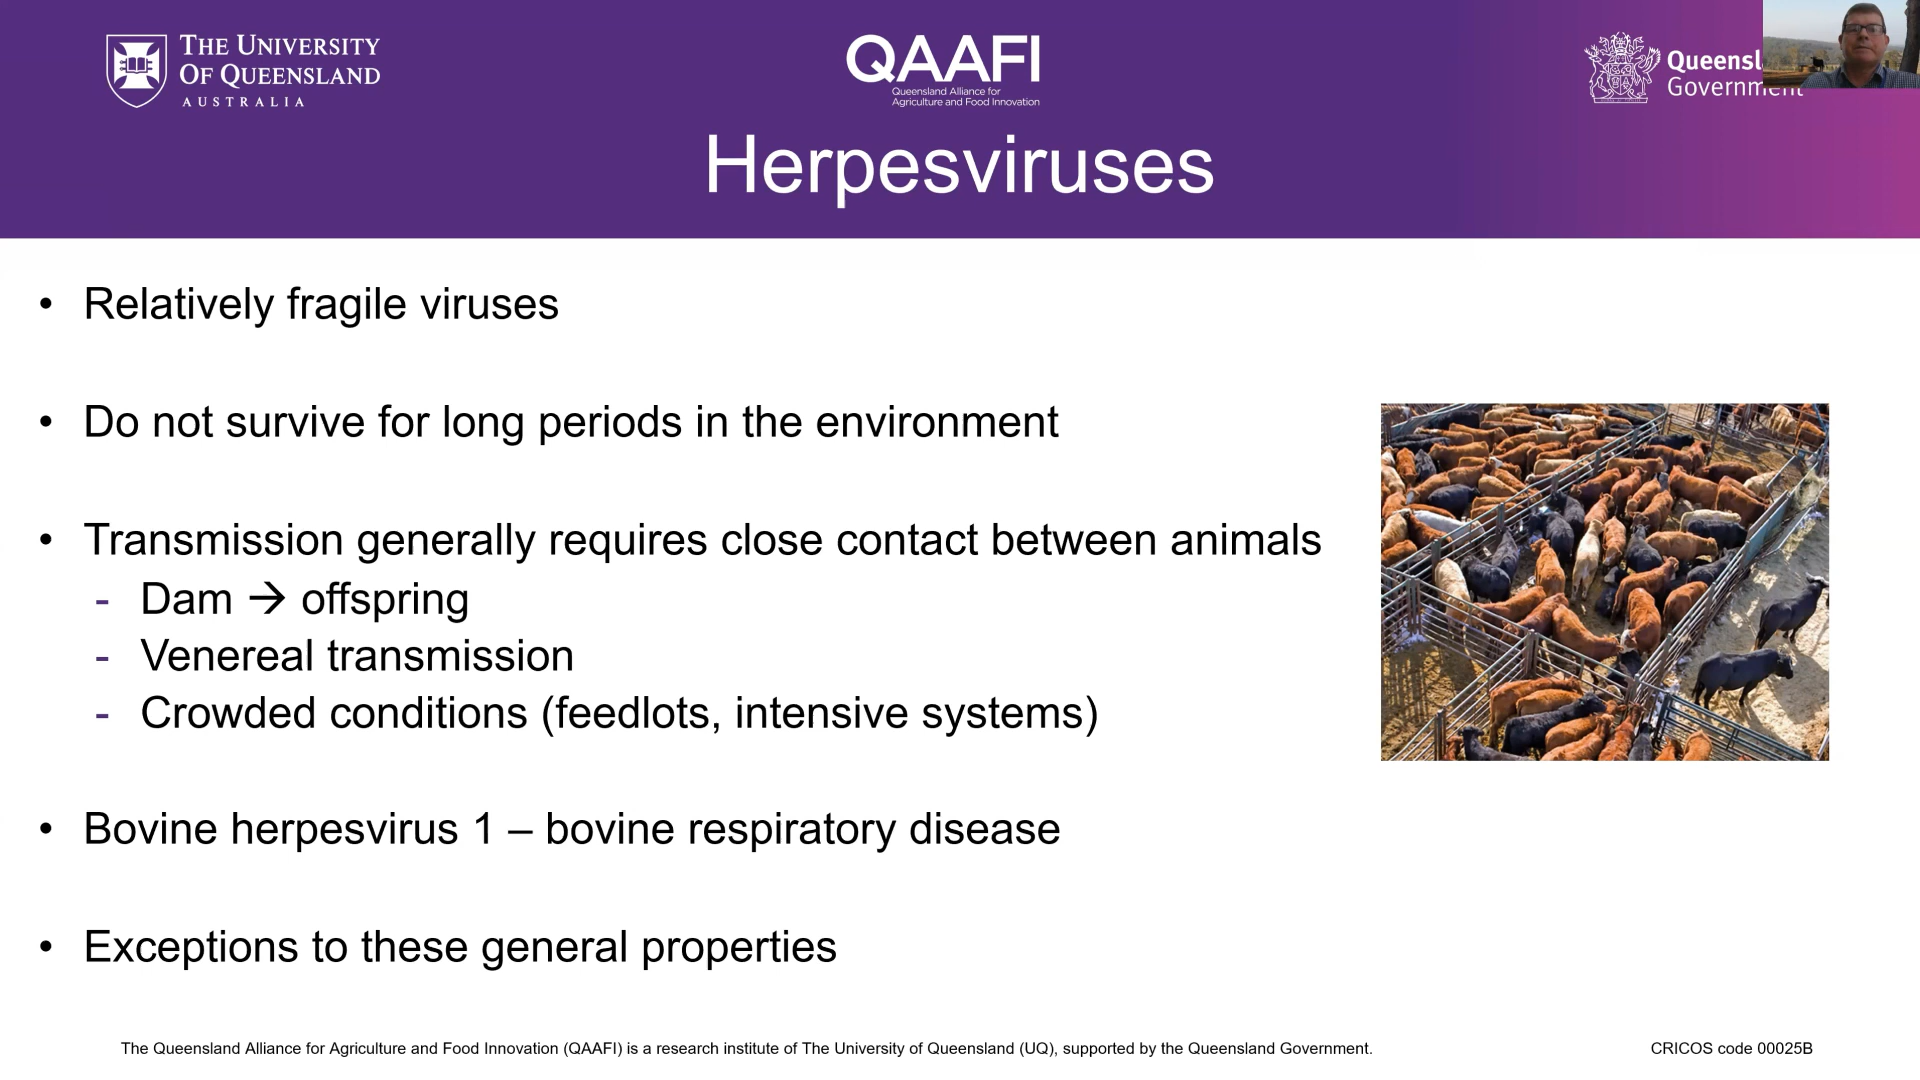 THE UNIVERSITY
OF QUEENSLAND
AUSTRALIA
QAAFI
Queensland Alliance for
Agriculture and Food Innovation
Government
Herpesviruses
• Relatively fragile viruses
• Do not survive for long periods in the environment
• Transmission generally requires close contact between animals
- Dam → offspring
- Venereal transmission
- Crowded conditions (feedlots, intensive systems)
• Bovine herpesvirus 1 – bovine respiratory disease
• Exceptions to these general properties
The Queensland Alliance for Agriculture and Food Innovation (QAAFI) is a research institute of The University of Queensland (UQ), supported by the Queensland Government.
CRICOS code 00025B